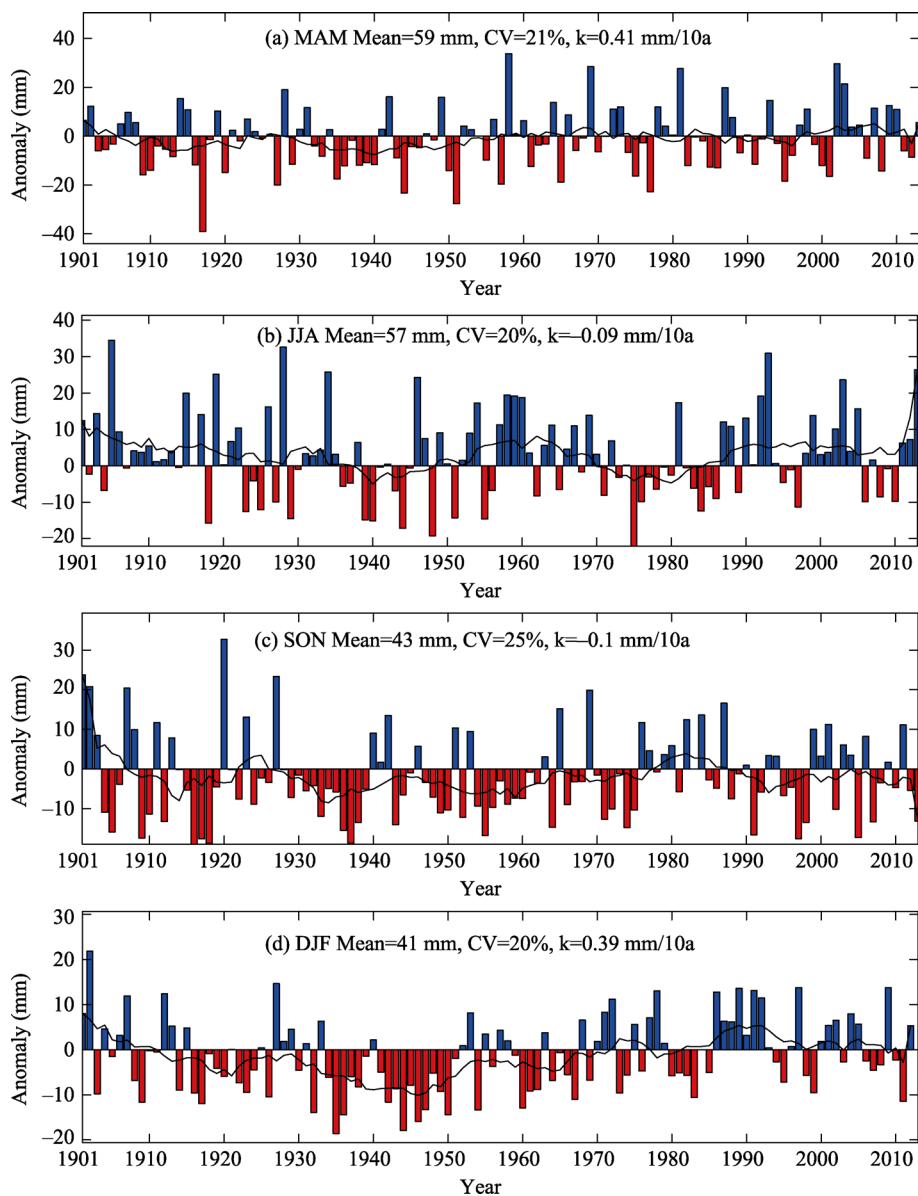 (a) MAM Mean=59 mm, CV=21%, k=0.41 mm/10a
Anomaly (mm)
40
20
0
–20
–40
1901 1910 1920 1930 1940 1950 1960 1970 1980 1990 2000 2010
Year
(b) JJA Mean=57 mm, CV=20%, k=–0.09 mm/10a
Anomaly (mm)
40
30
20
10
0
–10
–20
1901 1910 1920 1930 1940 1950 1960 1970 1980 1990 2000 2010
Year
(c) SON Mean=43 mm, CV=25%, k=–0.1 mm/10a
Anomaly (mm)
30
20
10
0
–10
1901 1910 1920 1930 1940 1950 1960 1970 1980 1990 2000 2010
Year
(d) DJF Mean=41 mm, CV=20%, k=0.39 mm/10a
Anomaly (mm)
30
20
10
0
–10
–20
1901 1910 1920 1930 1940 1950 1960 1970 1980 1990 2000 2010
Year